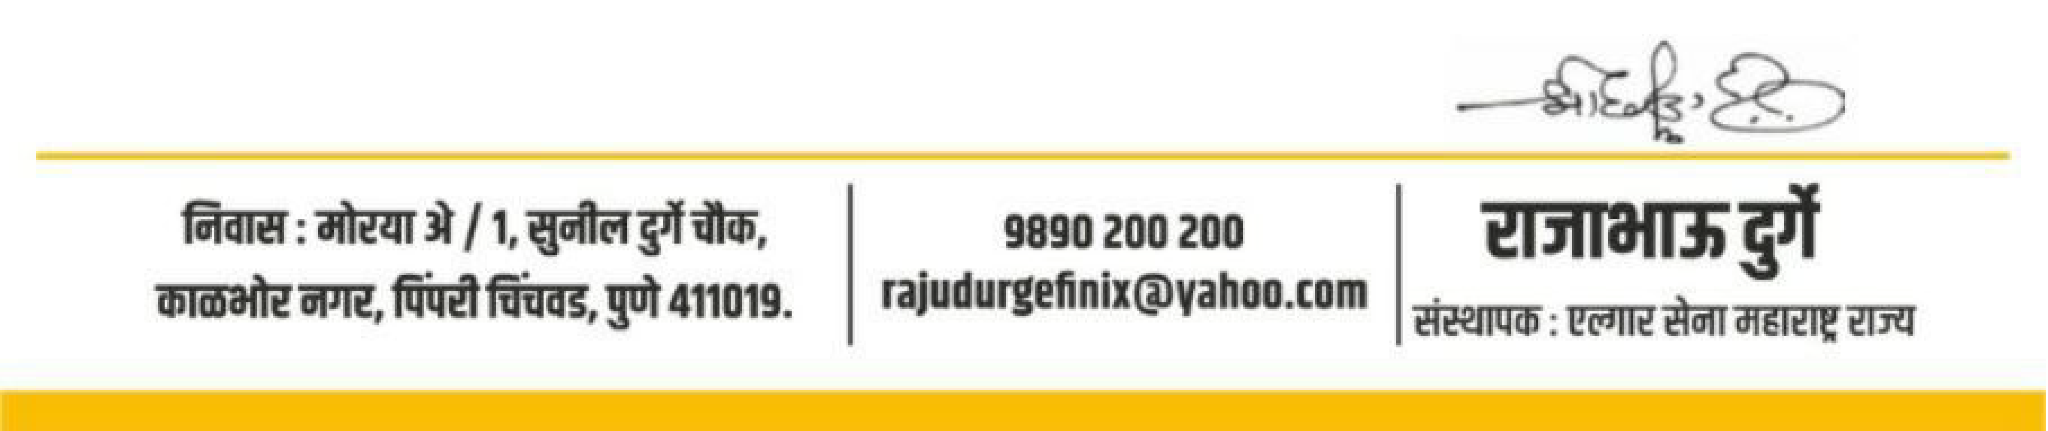 निवास : मोरया अे / 1, सुनील दुर्गे चौक,
काळभोर नगर, पिंपरी चिंचवड, पुणे 411019.
9890 200 200
rajudurgefinix@yahoo.com
राजाभाऊ दुर्गे
संस्थापक : एल्गार सेना महाराष्ट्र राज्य